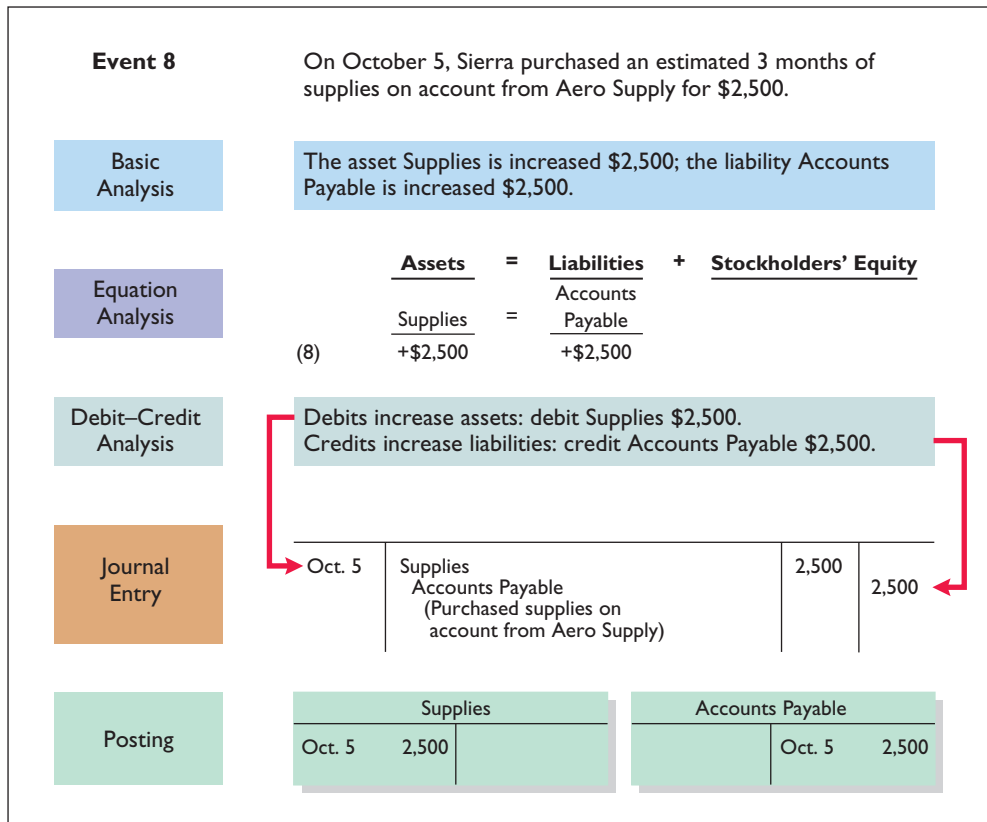 Event 8
On October 5, Sierra purchased an estimated 3 months of
supplies on account from Aero Supply for $2,500.
Basic
Analysis
The asset Supplies is increased $2,500; the liability Accounts
Payable is increased $2,500.
Equation
Analysis
Assets = Liabilities + Stockholders' Equity
Accounts
Supplies = Payable
(8) +$2,500 +$2,500
Debit–Credit
Analysis
Debits increase assets: debit Supplies $2,500.
Credits increase liabilities: credit Accounts Payable $2,500.
Journal
Entry
Oct. 5 Supplies 2,500
Accounts Payable 2,500
(Purchased supplies on
account from Aero Supply)
Posting
Supplies
Oct. 5 2,500
Accounts Payable
Oct. 5 2,500